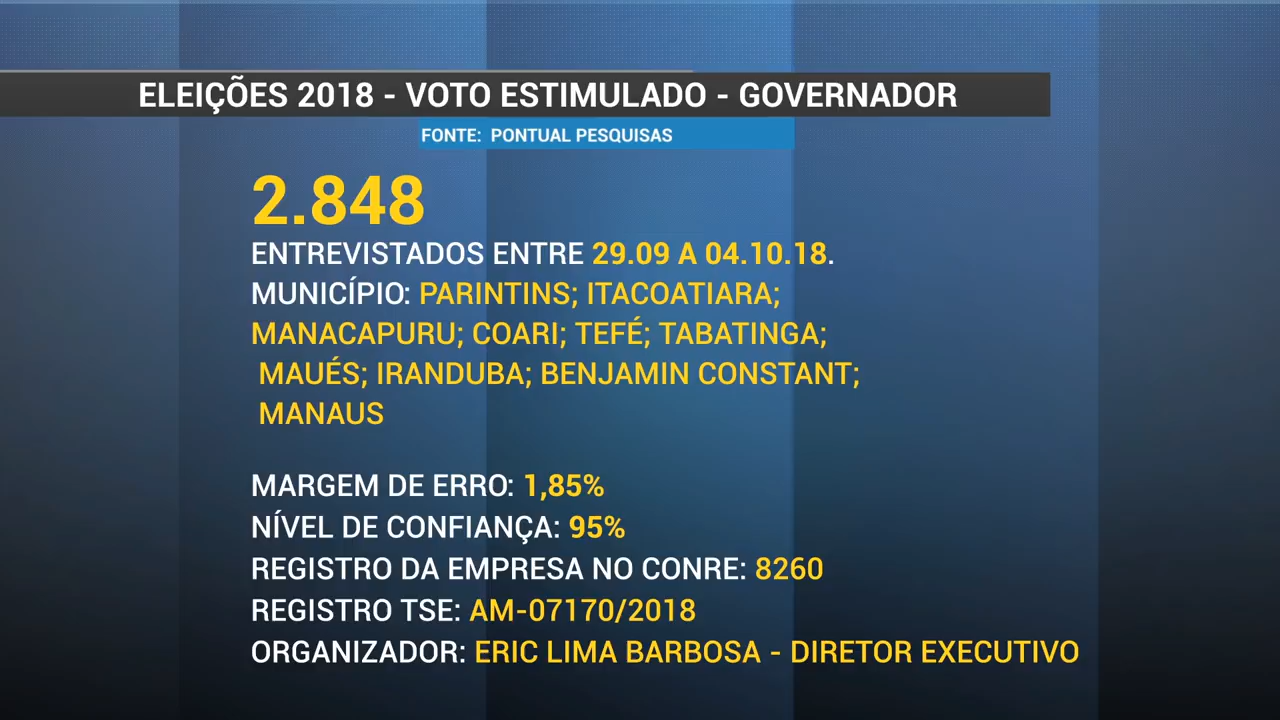 ELEIÇÕES 2018 - VOTO ESTIMULADO - GOVERNADOR
FONTE: PONTUAL PESQUISAS
2.848
ENTREVISTADOS ENTRE 29.09 A 04.10.18.
MUNICÍPIO: PARINTINS; ITACOATIARA;
MANACAPURU; COARI; TEFÉ; TABATINGA;
MAUÉS; IRANDUBA; BENJAMIN CONSTANT;
MANAUS
MARGEM DE ERRO: 1,85%
NÍVEL DE CONFIANÇA: 95%
REGISTRO DA EMPRESA NO CONRE: 8260
REGISTRO TSE: AM-07170/2018
ORGANIZADOR: ERIC LIMA BARBOSA - DIRETOR EXECUTIVO